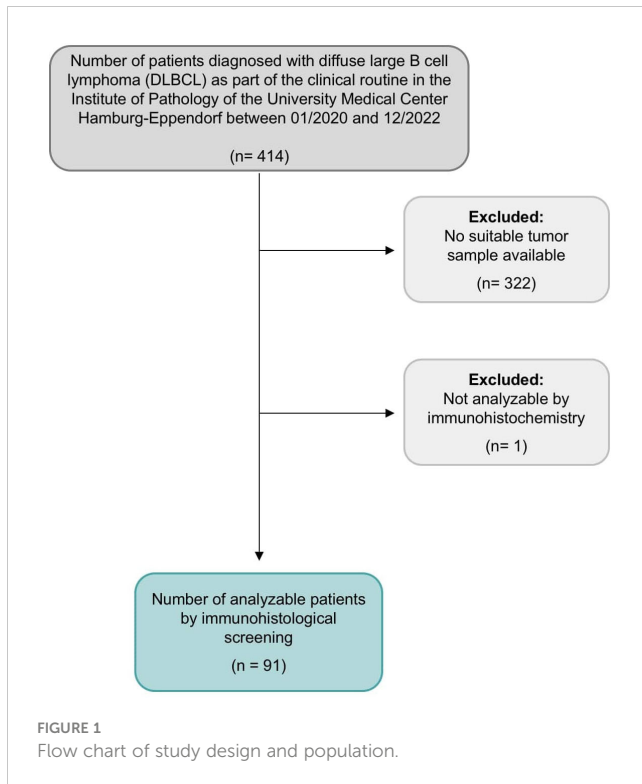 Number of patients diagnosed with diffuse large B cell
lymphoma (DLBCL) as part of the clinical routine in the
Institute of Pathology of the University Medical Center
Hamburg-Eppendorf between 01/2020 and 12/2022
(n= 414)
Excluded:
No suitable tumor
sample available
(n= 322)
Excluded:
Not analyzable by
immunohistochemistry
(n= 1)
Number of analyzable patients
by immunohistological
screening
(n = 91)
FIGURE 1
Flow chart of study design and population.